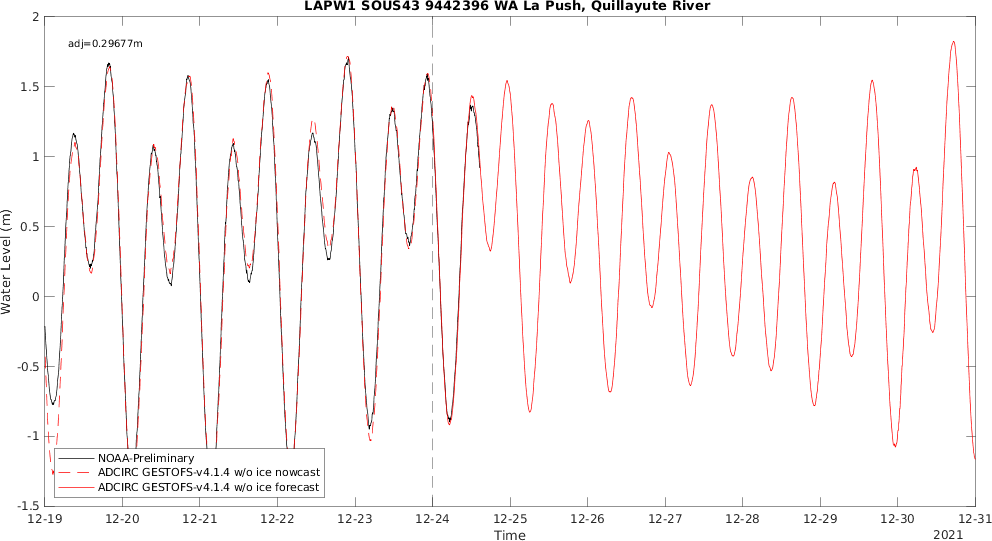 LAPW1 SOUS43 9442396 WA La Push, Quillayute River
adj=0.29677m
Water Level (m)
2
1.5
1
0.5
0
-0.5
-1
-1.5
NOAA-Preliminary
ADCIRC GESTOFS-v4.1.4 w/o ice nowcast
ADCIRC GESTOFS-v4.1.4 w/o ice forecast
12-19 12-20 12-21 12-22 12-23 12-24 12-25 12-26 12-27 12-28 12-29 12-30 12-31
Time
2021